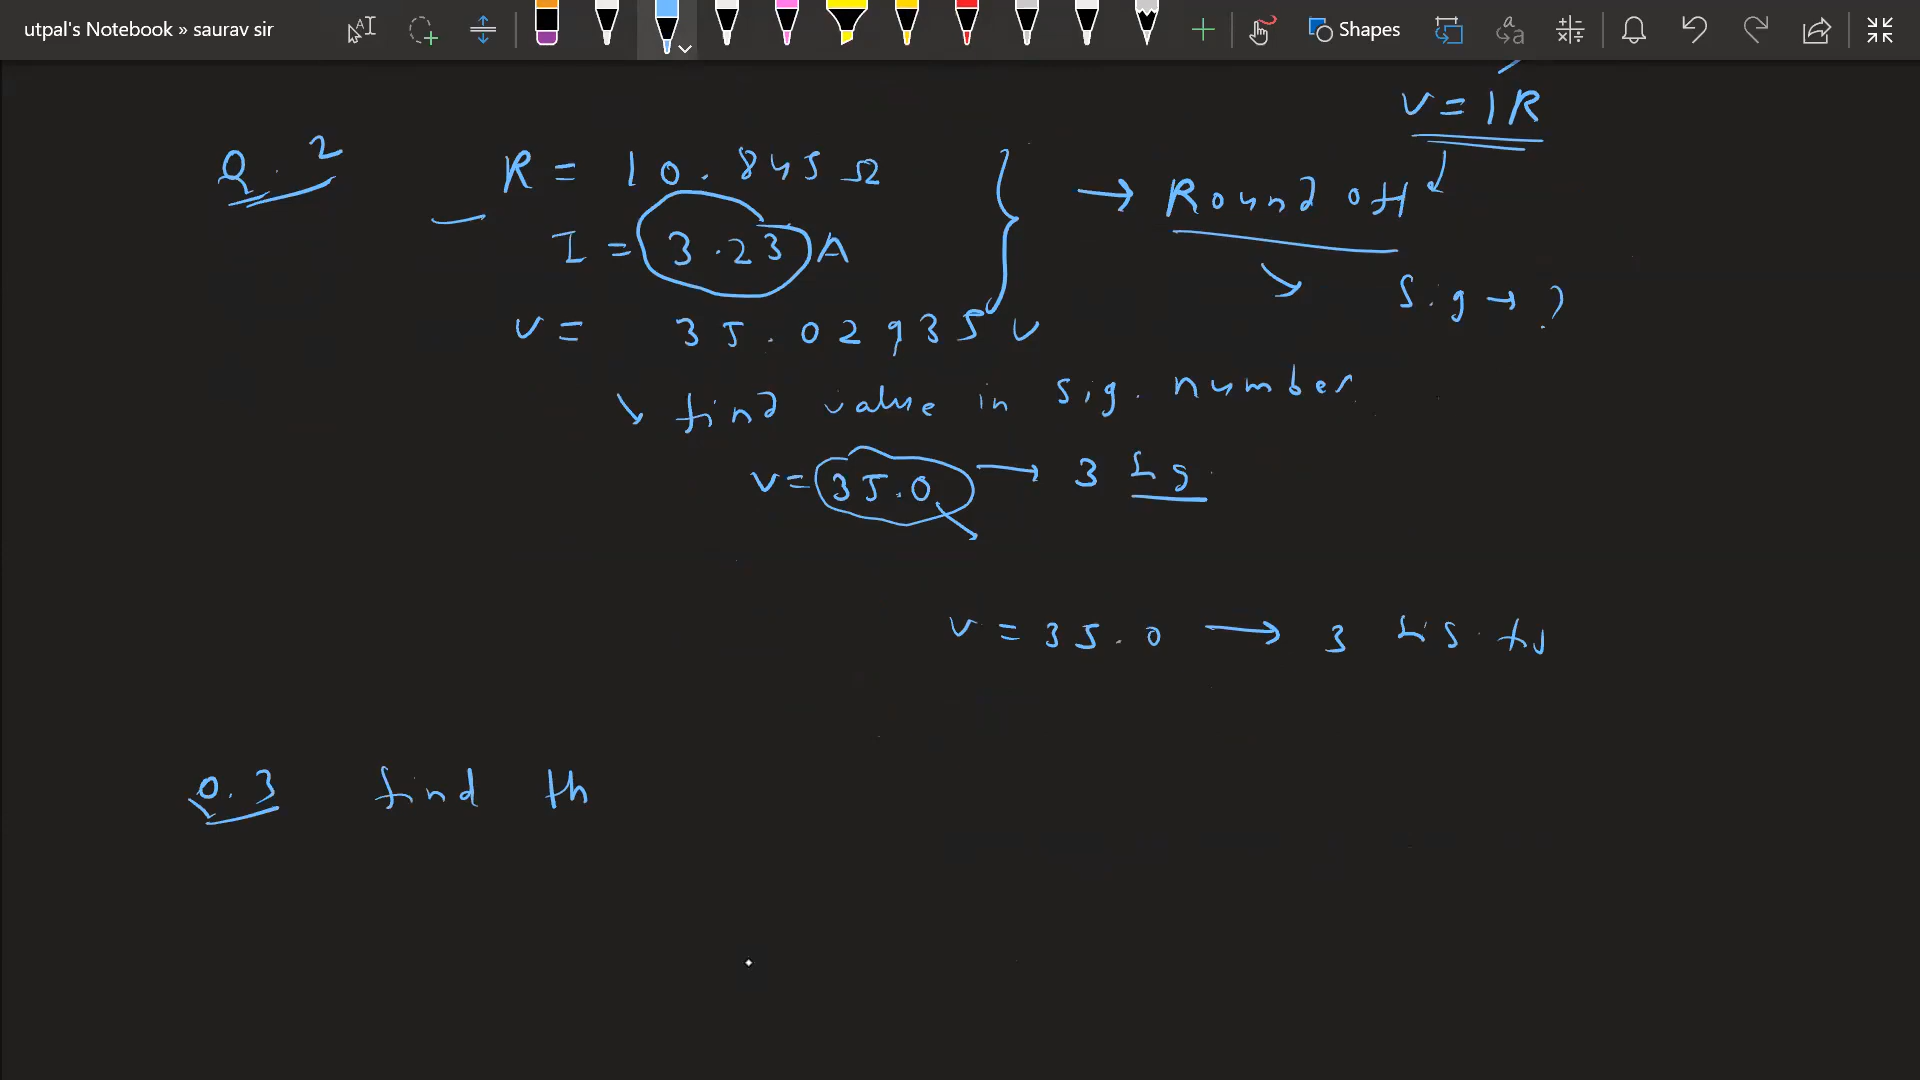 utpal's Notebook » saurav sir
Shapes
V = IR
Q. 2
R = 10.845 Ω
→ Round off
I = 3.23 A
Sig → ?
V = 35.02935 V
find value in sig. number
V = 35.0 → 3
V = 35.0 → 3
Q. 3 find th